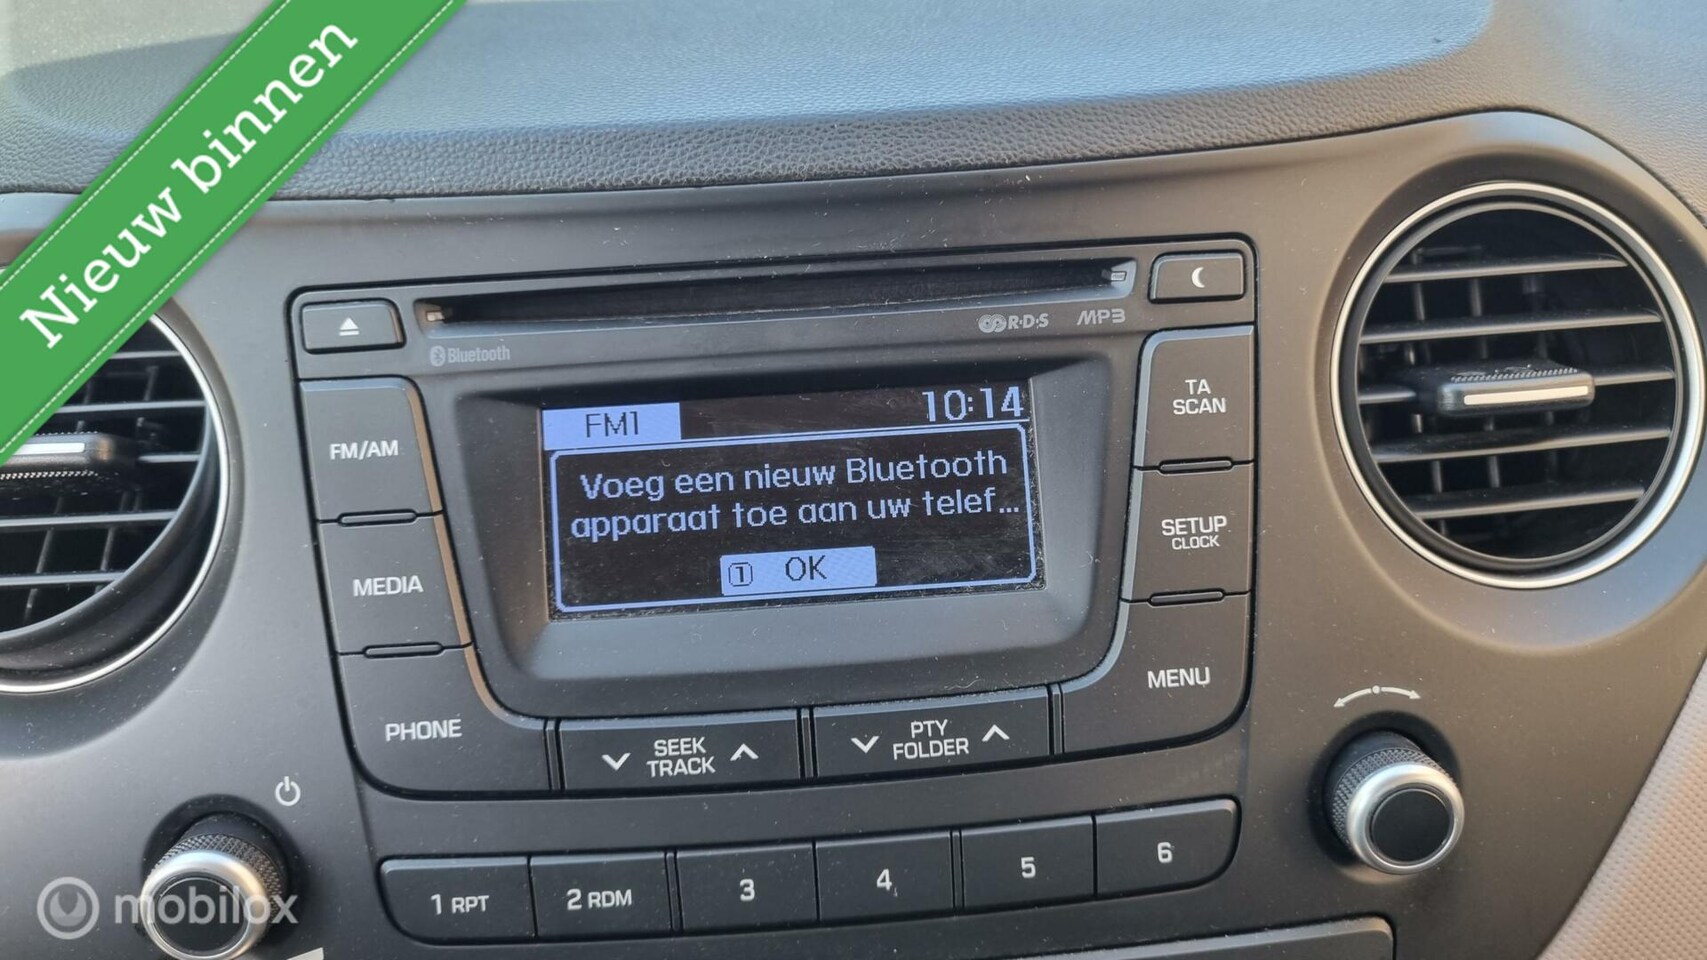 Nieuw binnen
Bluetooth
R·D·S MP3
FM/AM
MEDIA
PHONE
FM1 10:14
Voeg een nieuw Bluetooth
apparaat toe aan uw telef...
1 OK
TA
SCAN
SETUP
CLOCK
MENU
SEEK
TRACK
PTY
FOLDER
1 RPT 2 RDM 3 4 5 6
mobilox